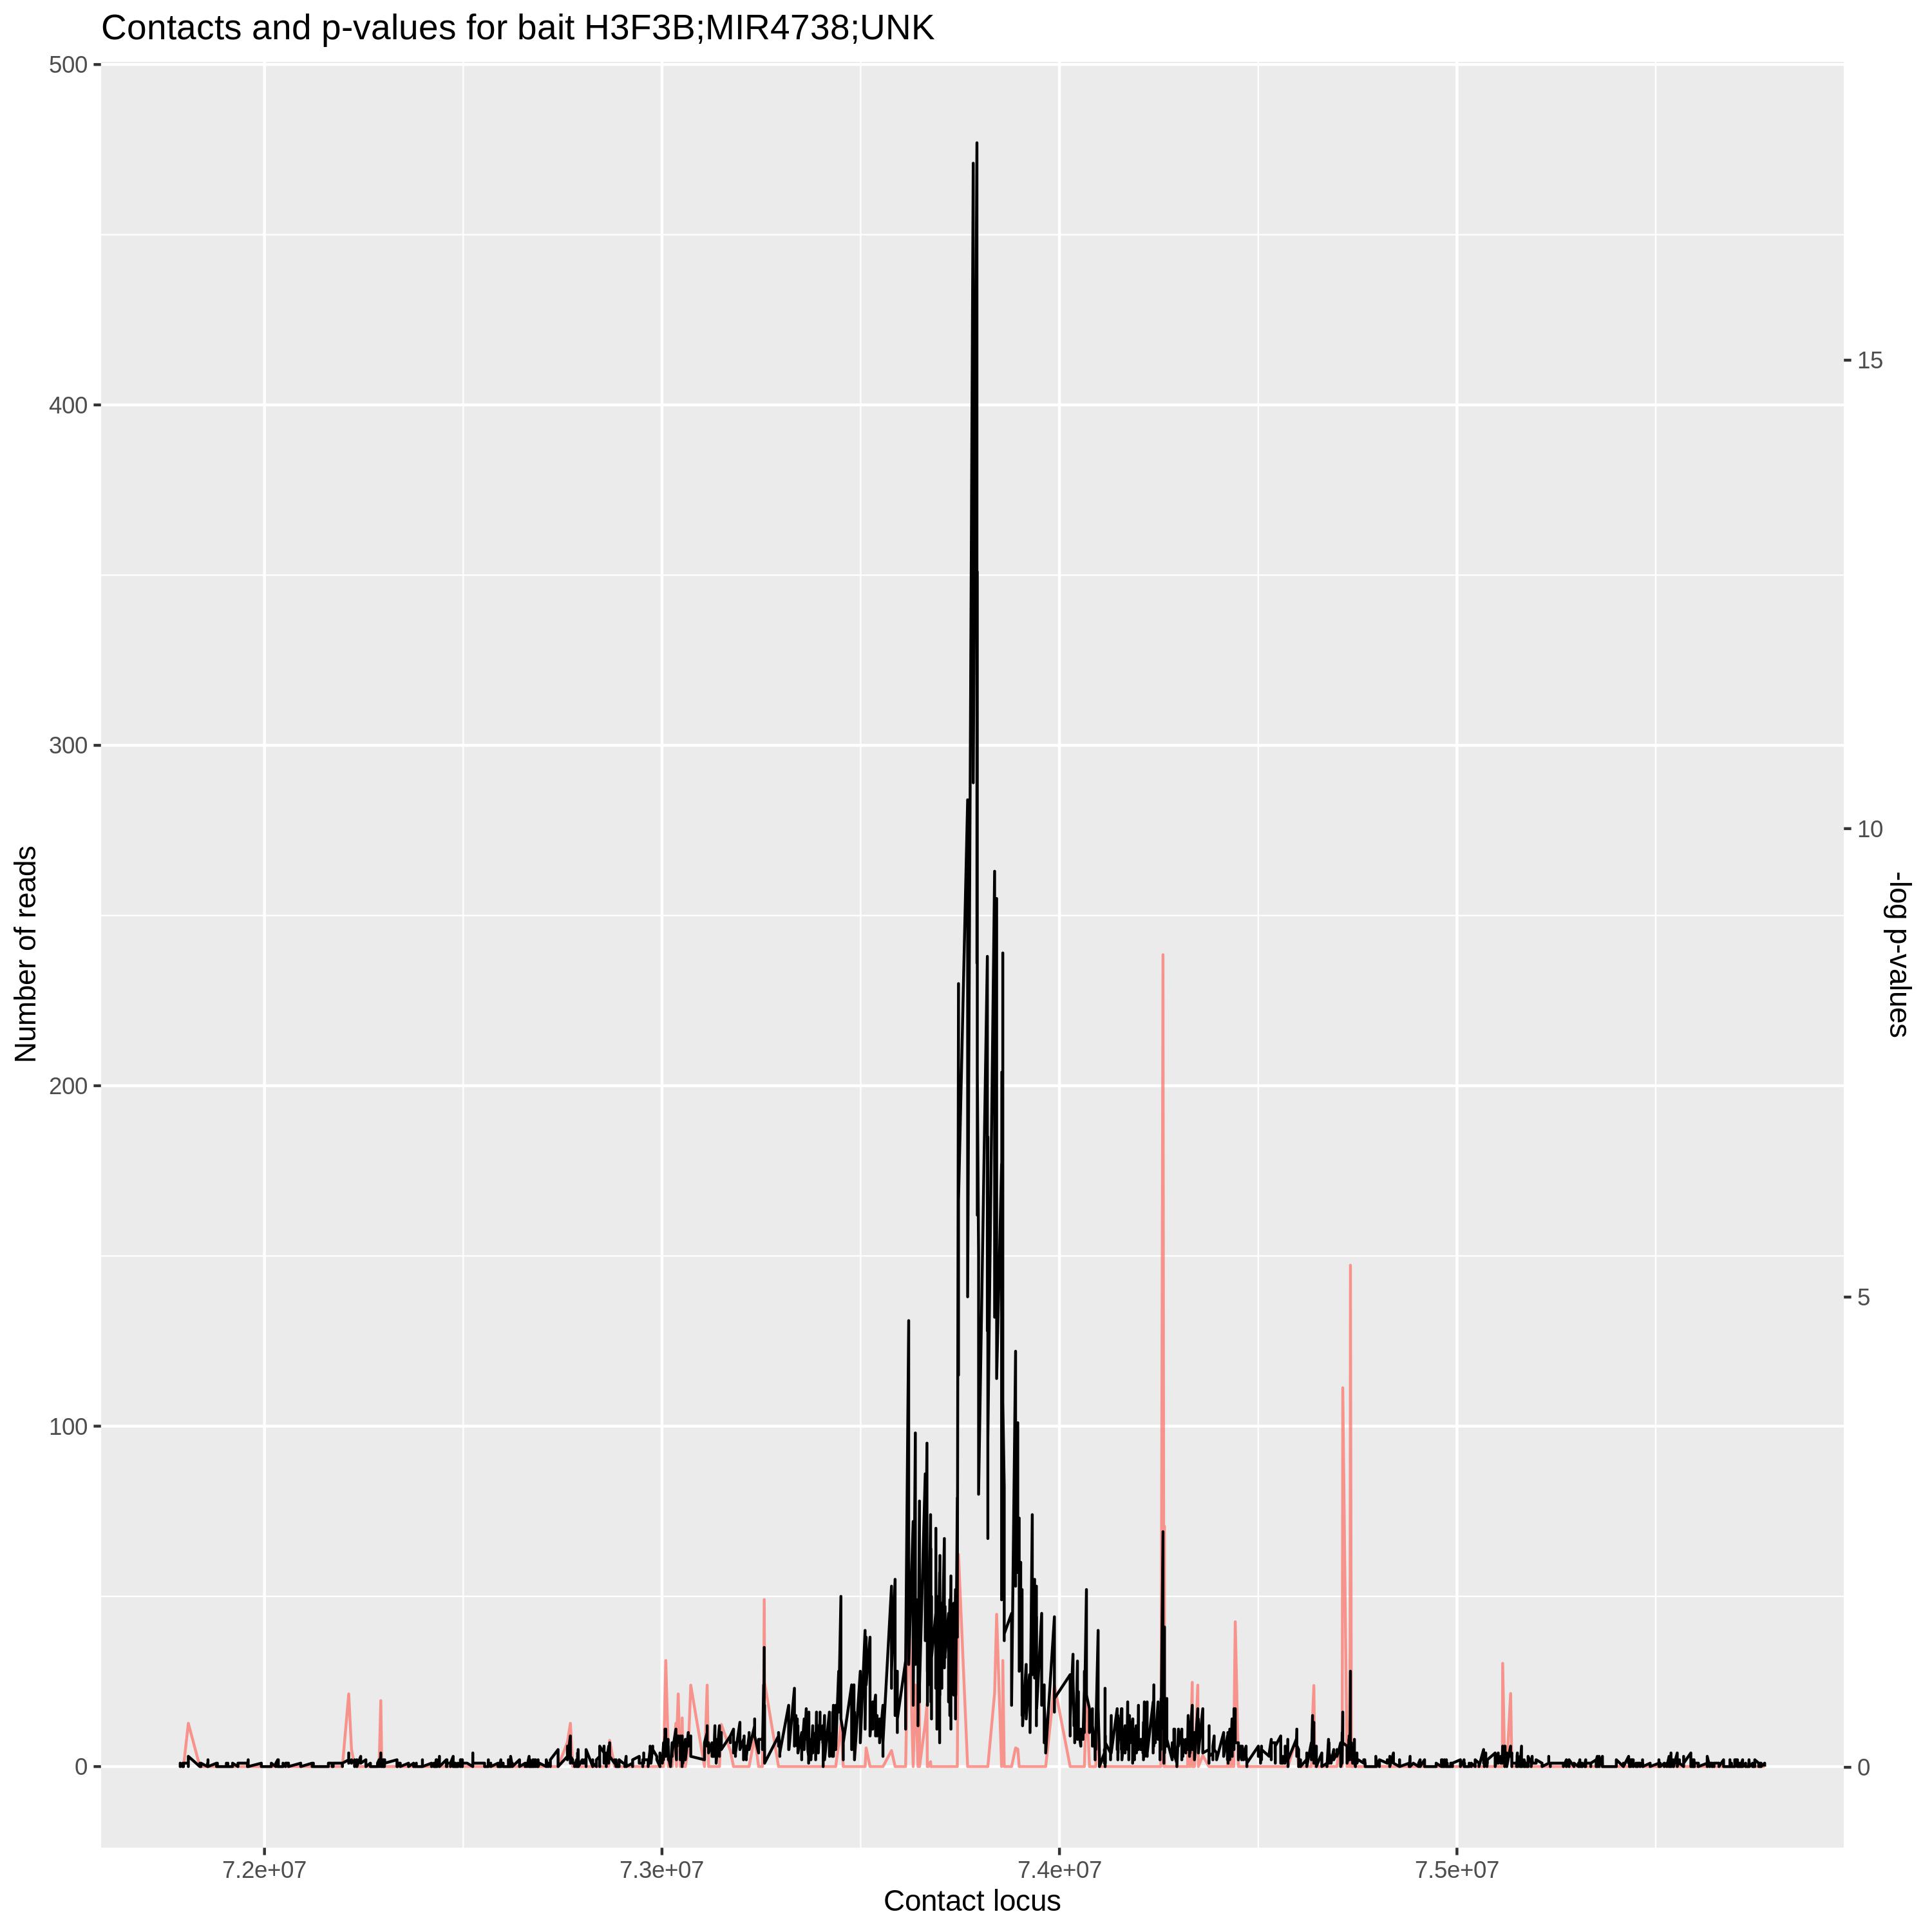 Contacts and p-values for bait H3F3B;MIR4738;UNK
500
400
300
200
100
0
Number of reads
15
10
5
0
-log p-values
7.2e+07
7.3e+07
7.4e+07
7.5e+07
Contact locus